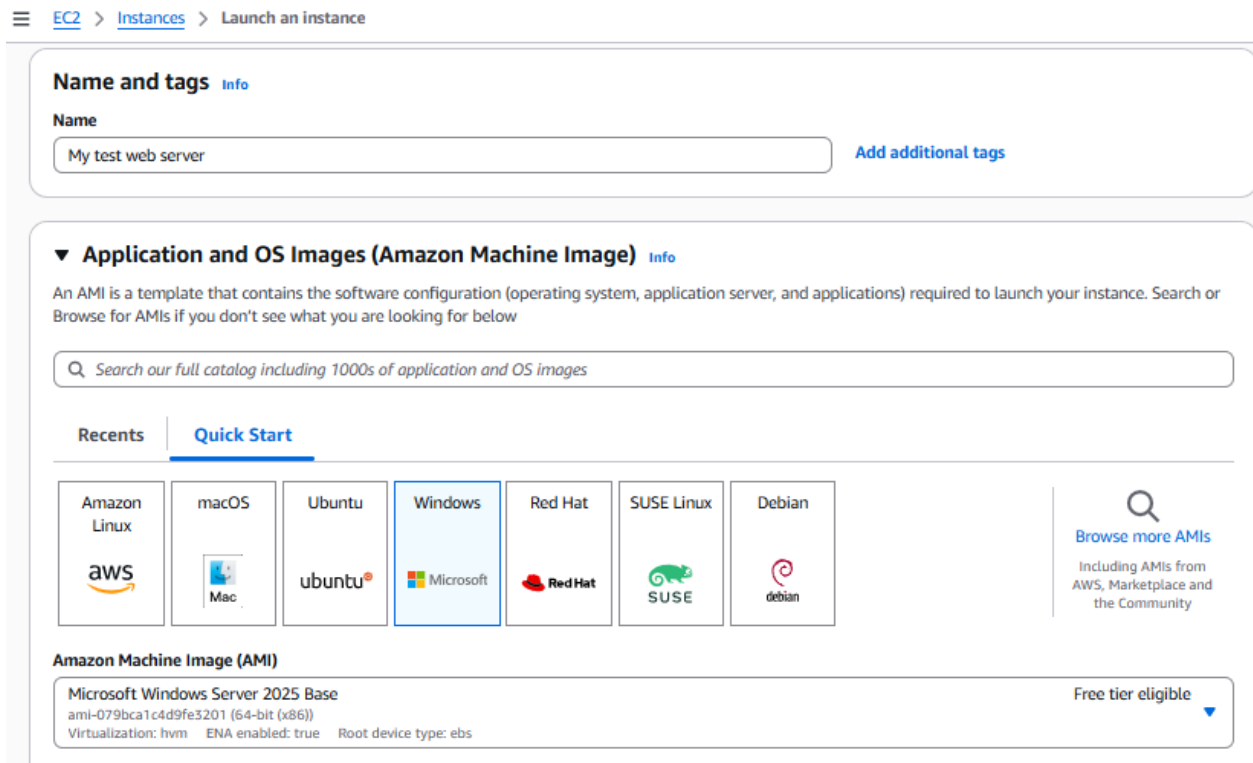 EC2 > Instances > Launch an instance
Name and tags Info
Name
My test web server
Add additional tags
▼ Application and OS Images (Amazon Machine Image) Info
An AMI is a template that contains the software configuration (operating system, application server, and applications) required to launch your instance. Search or
Browse for AMIs if you don't see what you are looking for below
Search our full catalog including 1000s of application and OS images
Recents
Quick Start
Amazon
Linux
aws
macOS
Mac
Ubuntu
ubuntu®
Windows
Microsoft
Red Hat
Red Hat
SUSE Linux
SUSE
Debian
debian
Browse more AMIs
Including AMIs from
AWS, Marketplace and
the Community
Amazon Machine Image (AMI)
Microsoft Windows Server 2025 Base
Free tier eligible
ami-079bca1c4d9fe3201 (64-bit (x86))
Virtualization: hvm ENA enabled: true Root device type: ebs